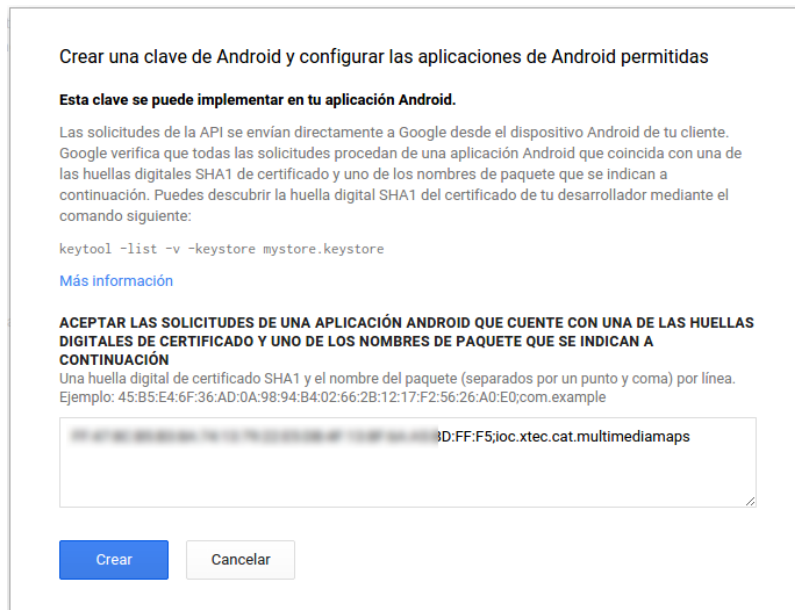 Crear una clave de Android y configurar las aplicaciones de Android permitidas
Esta clave se puede implementar en tu aplicación Android.
Las solicitudes de la API se envían directamente a Google desde el dispositivo Android de tu cliente.
Google verifica que todas las solicitudes procedan de una aplicación Android que coincida con una de
las huellas digitales SHA1 de certificado y uno de los nombres de paquete que se indican a
continuación. Puedes descubrir la huella digital SHA1 del certificado de tu desarrollador mediante el
comando siguiente:
keytool -list -v -keystore mystore.keystore
Más información
ACEPTAR LAS SOLICITUDES DE UNA APLICACIÓN ANDROID QUE CUENTE CON UNA DE LAS HUELLAS
DIGITALES DE CERTIFICADO Y UNO DE LOS NOMBRES DE PAQUETE QUE SE INDICAN A
CONTINUACIÓN
Una huella digital de certificado SHA1 y el nombre del paquete (separados por un punto y coma) por línea.
Ejemplo: 45:B5:E4:6F:36:AD:0A:98:94:B4:02:66:2B:12:17:F2:56:26:A0:E0;com.example
D:FF:F5;ioc.xtec.cat.multimediamaps
Crear
Cancelar